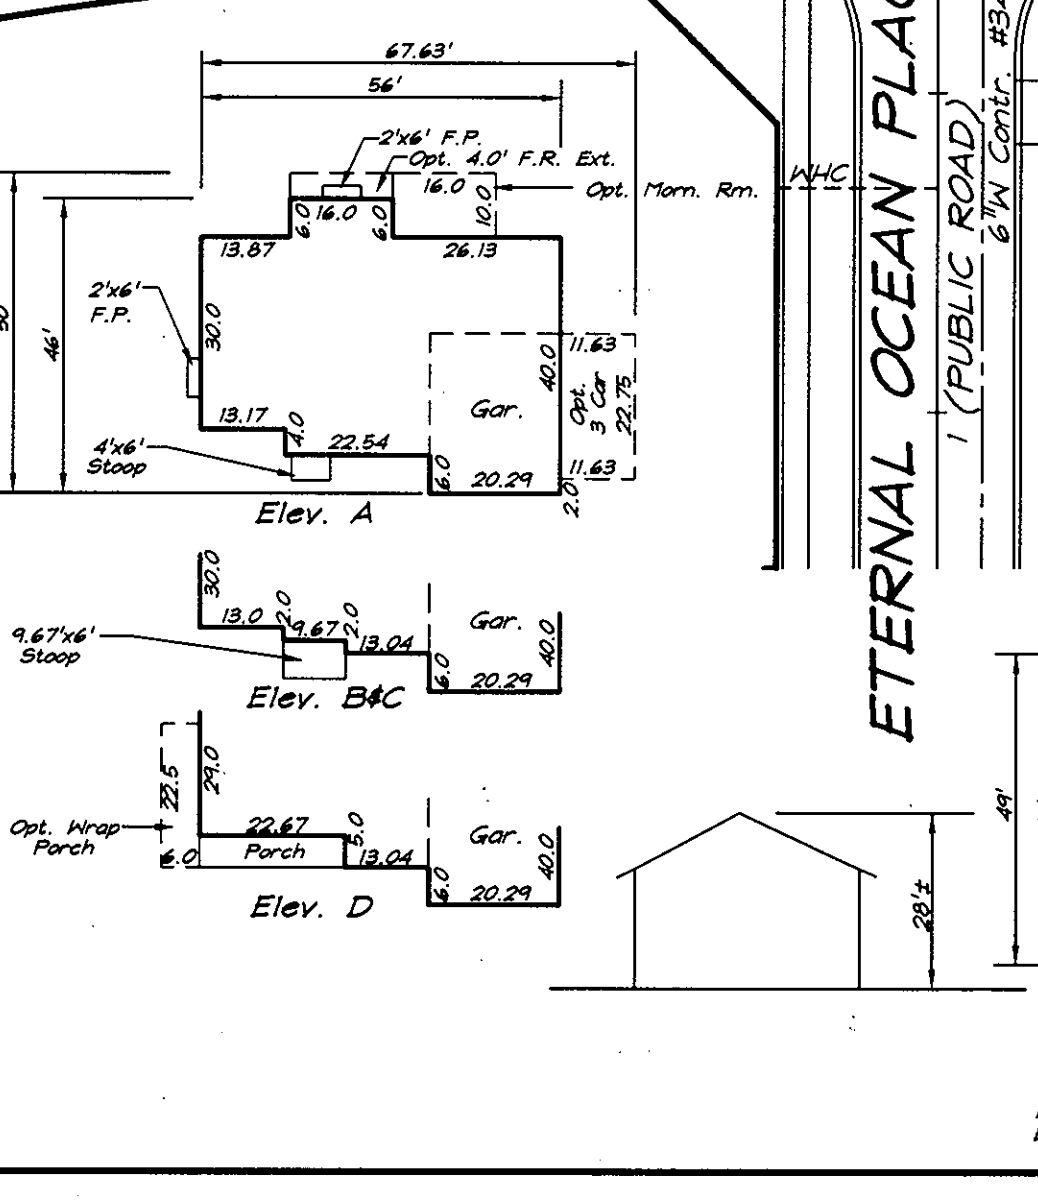 67.63'
56'
2'x6' F.P.
Opt. 4.0' F.R. Ext.
16.0
Opt. Morn. Rm.
10.0
6.0
16.0
6.0
13.87
26.13
2'x6'
F.P.
30.0
46'
40.0
11.63
Opt.
3 Car
22.75
11.63
Gar.
13.17
4.0
22.54
4'x6'
Stoop
6.0
20.29
2.0
Elev. A
30.0
13.0
2.0
9.67
2.0
13.04
9.67'x6'
Stoop
Gar.
40.0
6.0
20.29
Elev. B&C
22.5
29.0
Opt. Wrap
Porch
6.0
22.67
Porch
5.0
13.04
Gar.
40.0
6.0
20.29
Elev. D
WHC
ETERNAL OCEAN
1 (PUBLIC ROAD)
6"W Contr.
28'±
49'